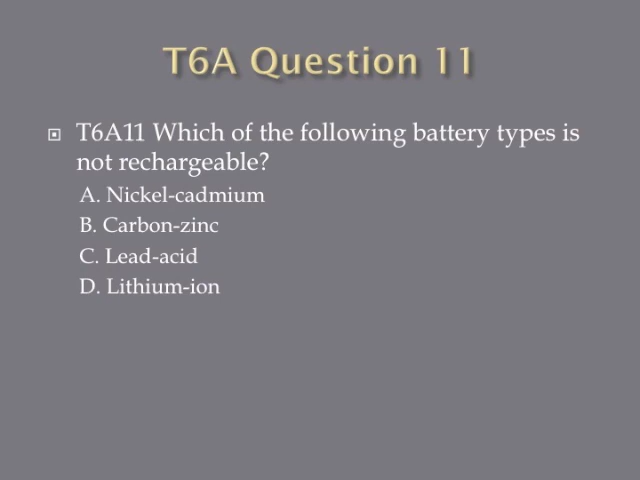 T6A Question 11
T6A11 Which of the following battery types is
not rechargeable?
A. Nickel-cadmium
B. Carbon-zinc
C. Lead-acid
D. Lithium-ion